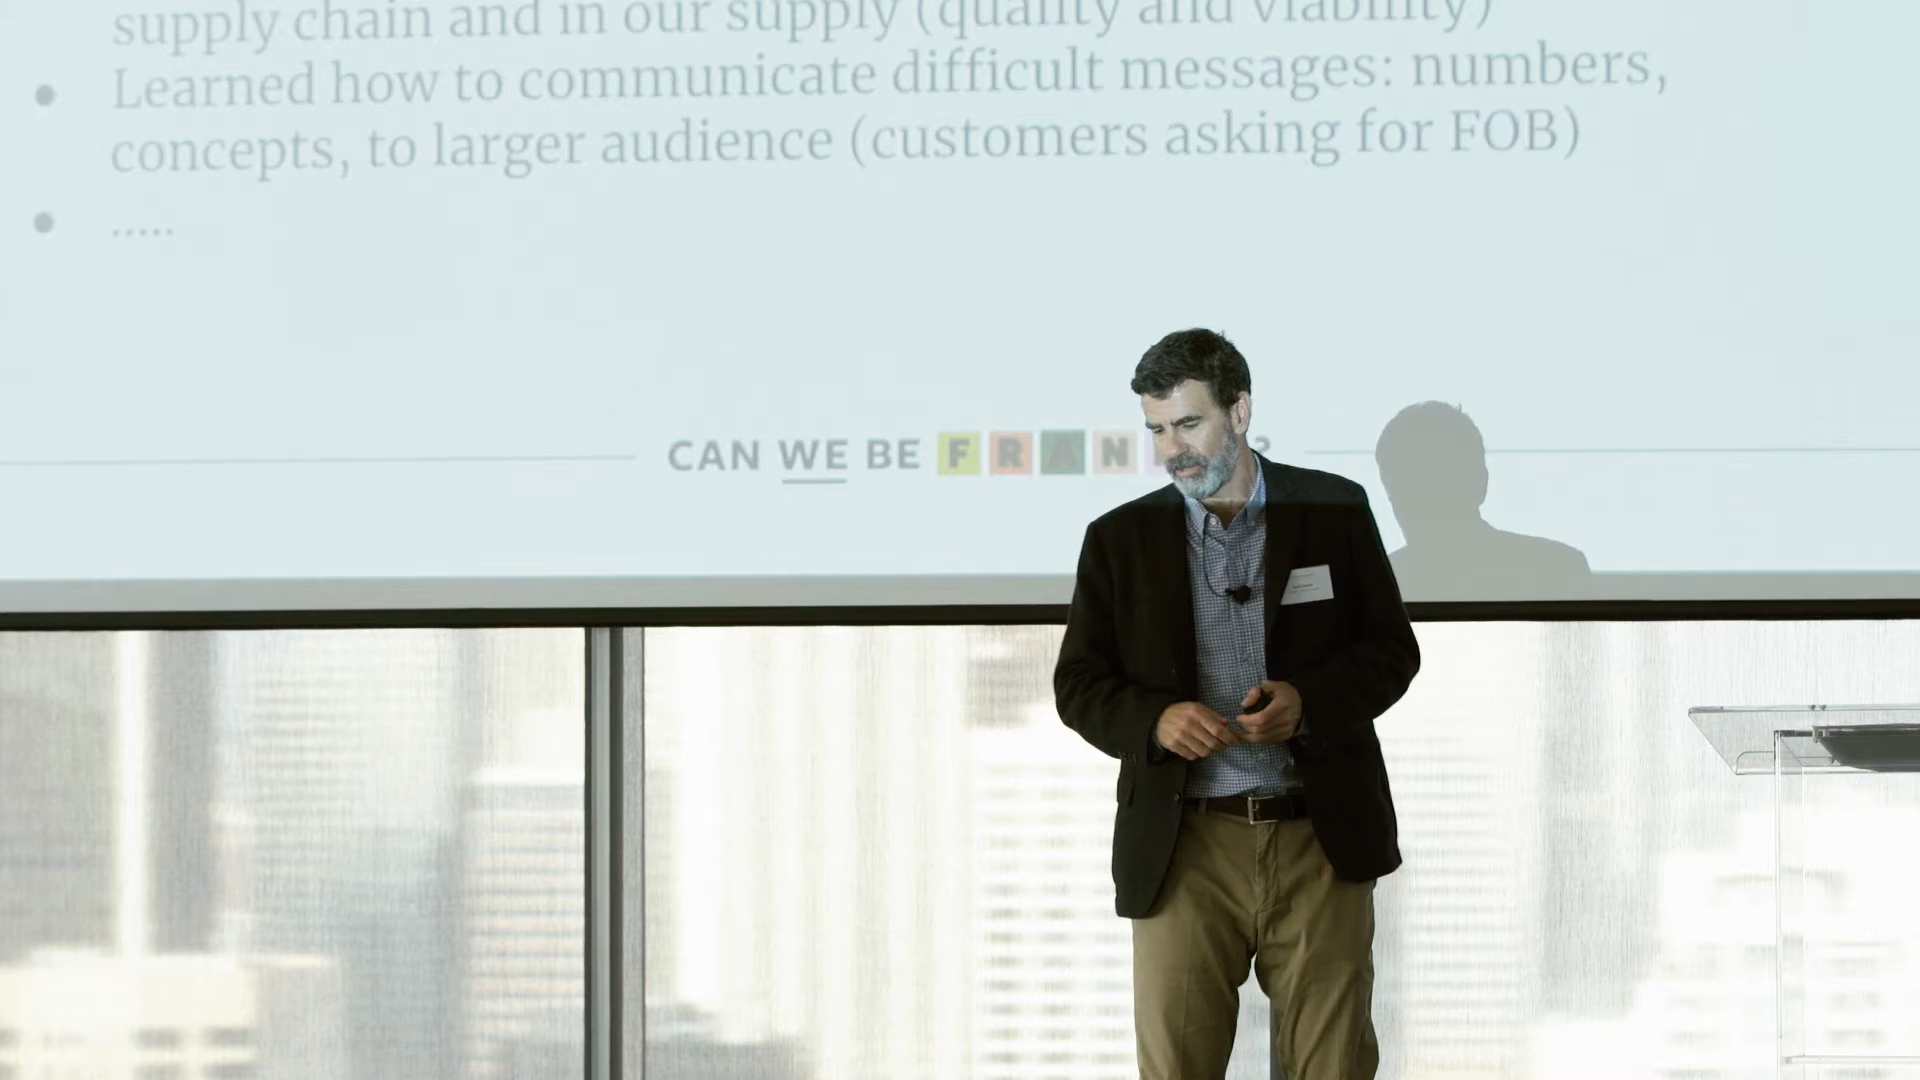 supply chain and in our supply (quality and viability)
• Learned how to communicate difficult messages: numbers,
concepts, to larger audience (customers asking for FOB)
• .....
CAN WE BE FRAN ?